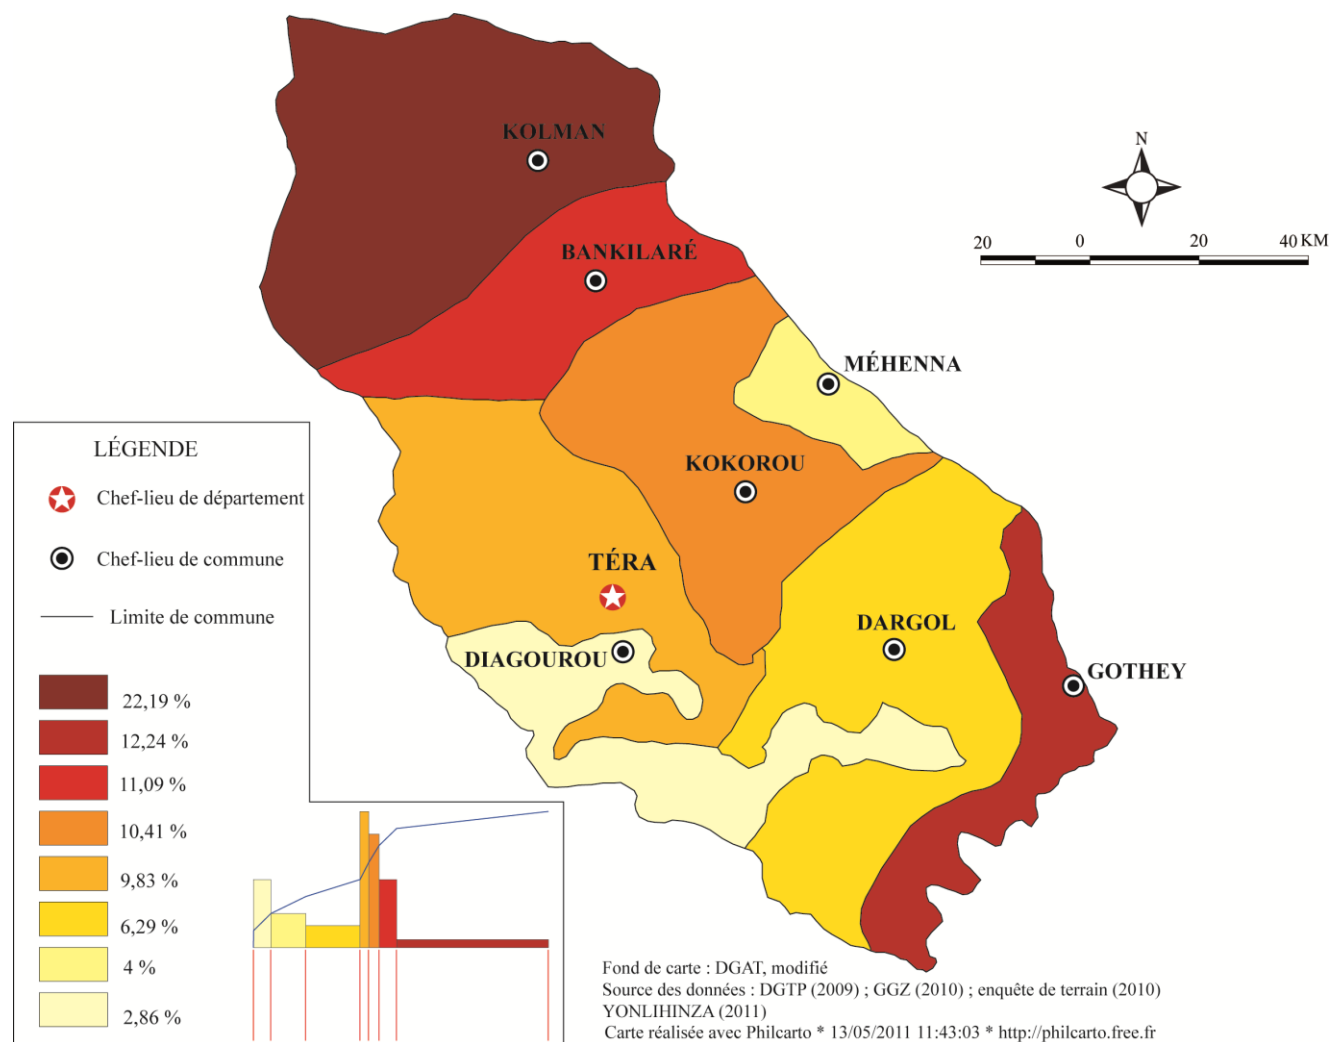 KOLMAN
N
BANKILARÉ
20 0 20 40 KM
MÉHENNA
KOKOROU
TÉRA
DARGOL
DIAGOUROU
GOTHEY
LÉGENDE
Chef-lieu de département
Chef-lieu de commune
Limite de commune
22,19 %
12,24 %
11,09 %
10,41 %
9,83 %
6,29 %
4 %
2,86 %
Fond de carte : DGAT, modifié
Source des données : DGTP (2009) ; GGZ (2010) ; enquête de terrain (2010)
YONLIHINZA (2011)
Carte réalisée avec Philcarto * 13/05/2011 11:43:03 * http://philcarto.free.fr